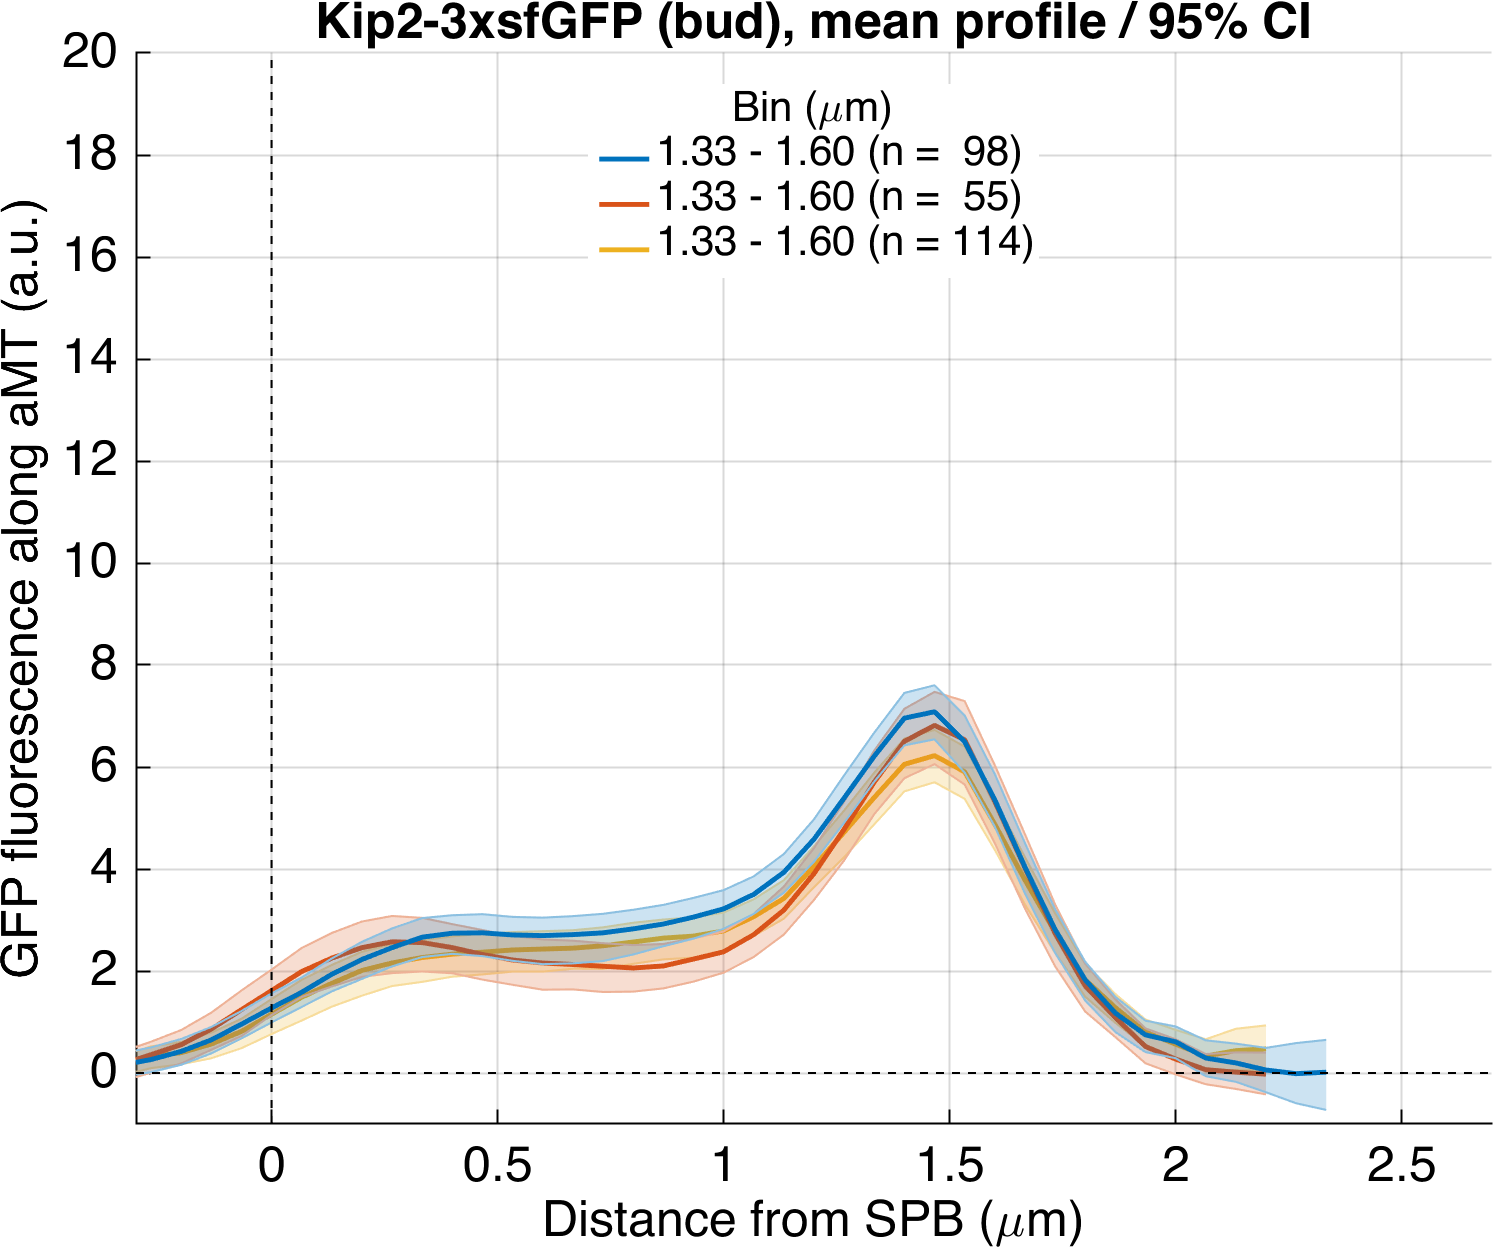 Kip2-3xsfGFP (bud), mean profile / 95% CI
GFP fluorescence along aMT (a.u.)
20
18
16
14
12
10
8
6
4
2
0
Bin (μm)
1.33 - 1.60 (n = 98)
1.33 - 1.60 (n = 55)
1.33 - 1.60 (n = 114)
0 0.5 1 1.5 2 2.5
Distance from SPB (μm)